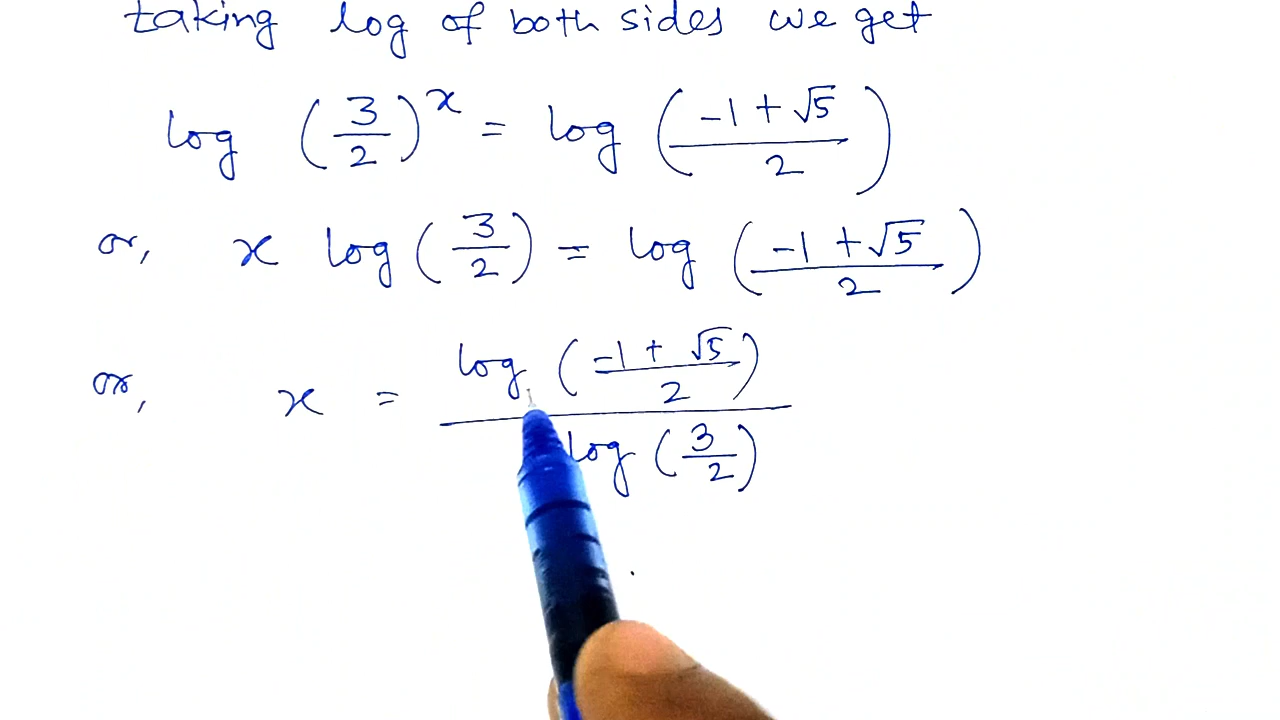 taking log of both sides we get
log (3/2)^x = log ((-1 + √5)/2)
or, x log (3/2) = log ((-1 + √5)/2)
or, x = log ((-1 + √5)/2) / log (3/2)